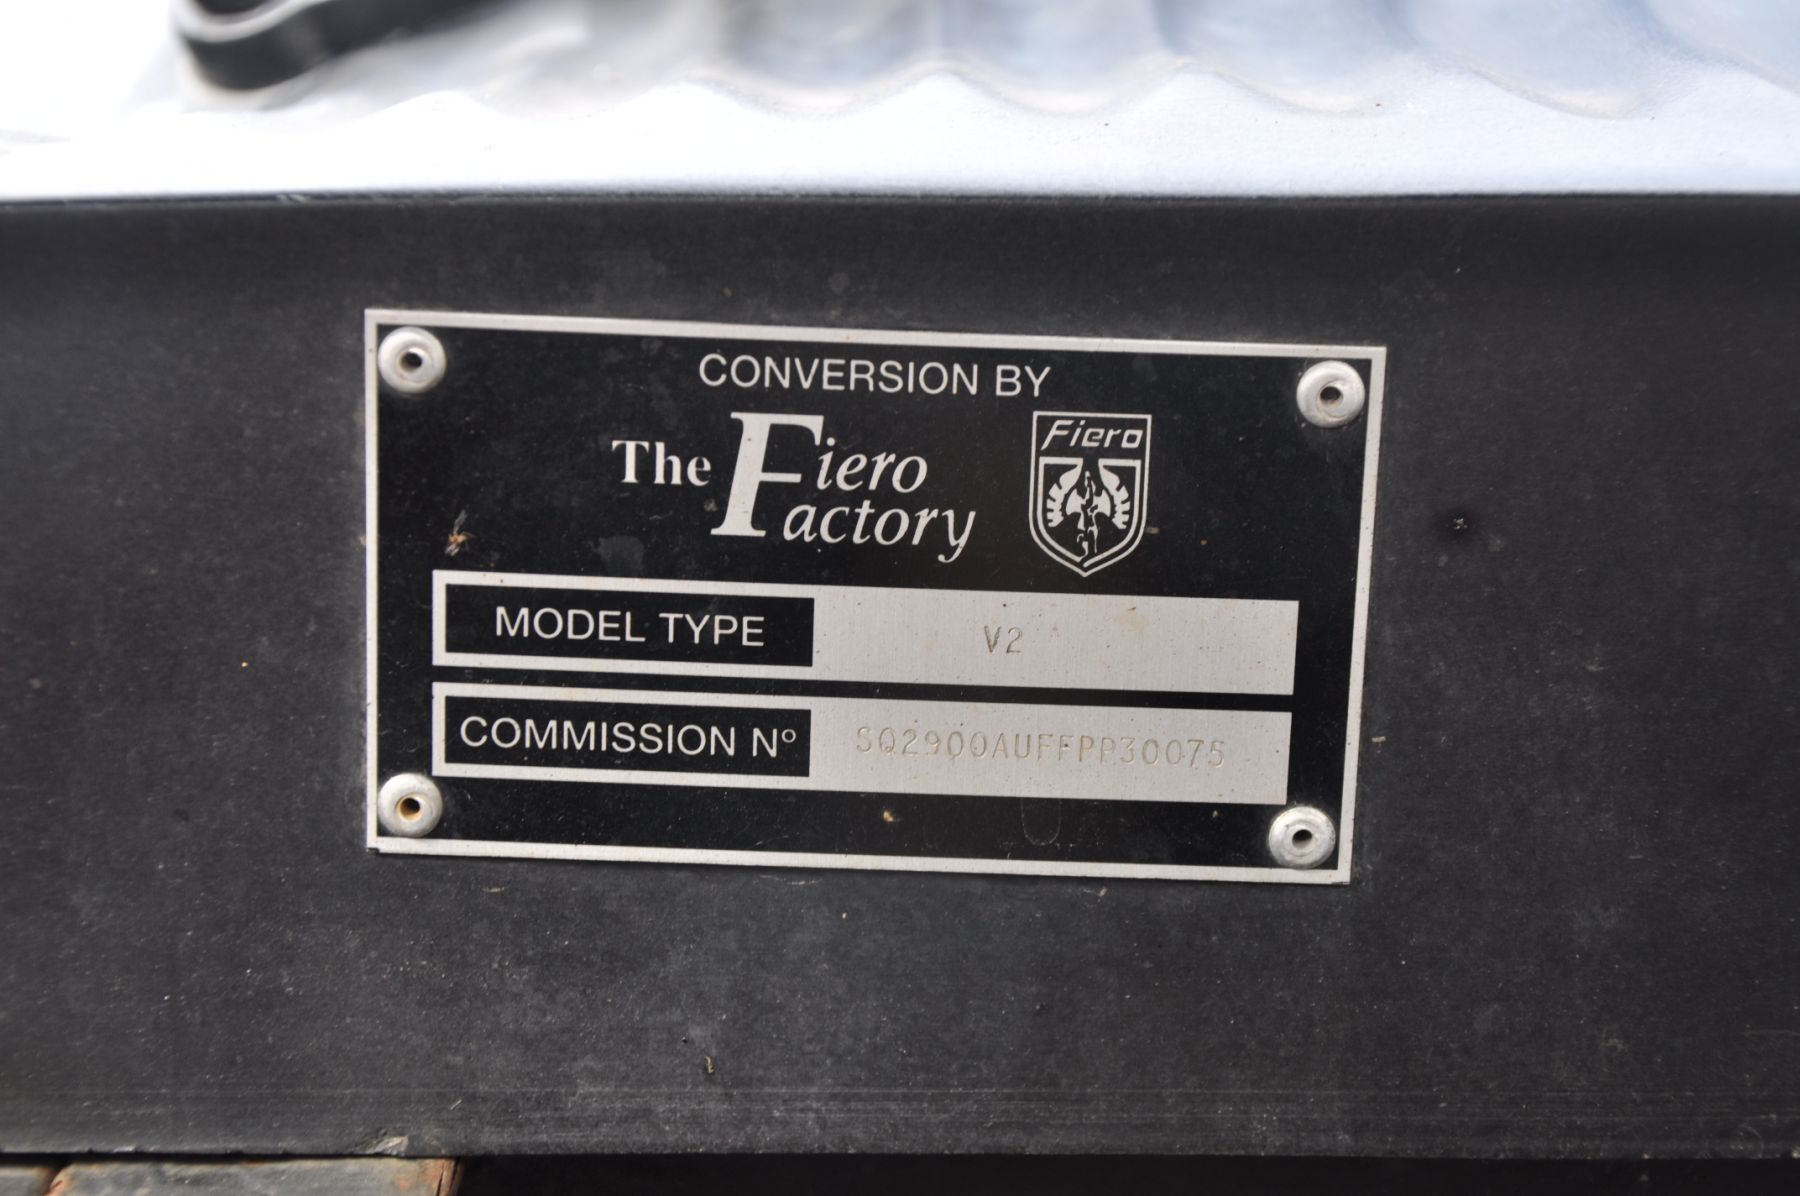 CONVERSION BY
The Fiero Factory
Fiero
MODEL TYPE V2
COMMISSION Nº SQ2900AUFFPP30075